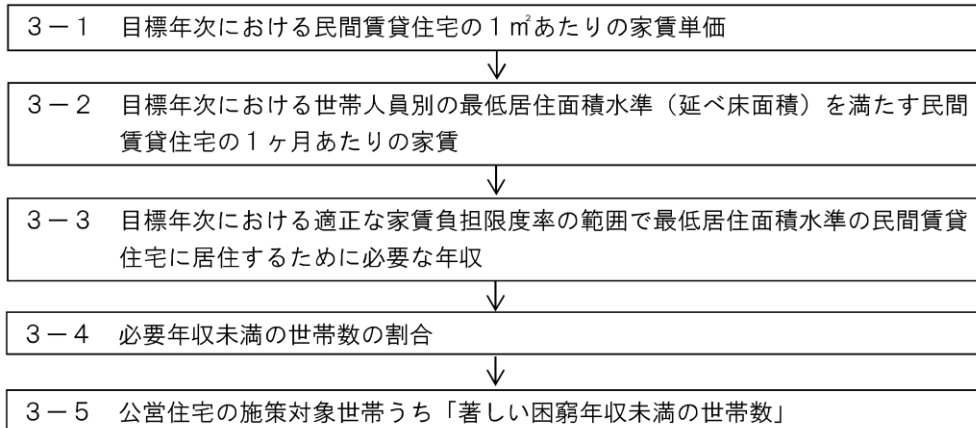 ３－１　目標年次における民間賃貸住宅の１㎡あたりの家賃単価
３－２　目標年次における世帯人員別の最低居住面積水準（延べ床面積）を満たす民間
賃貸住宅の１ヶ月あたりの家賃
３－３　目標年次における適正な家賃負担限度率の範囲で最低居住面積水準の民間賃貸
住宅に居住するために必要な年収
３－４　必要年収未満の世帯数の割合
３－５　公営住宅の施策対象世帯うち「著しい困窮年収未満の世帯数」